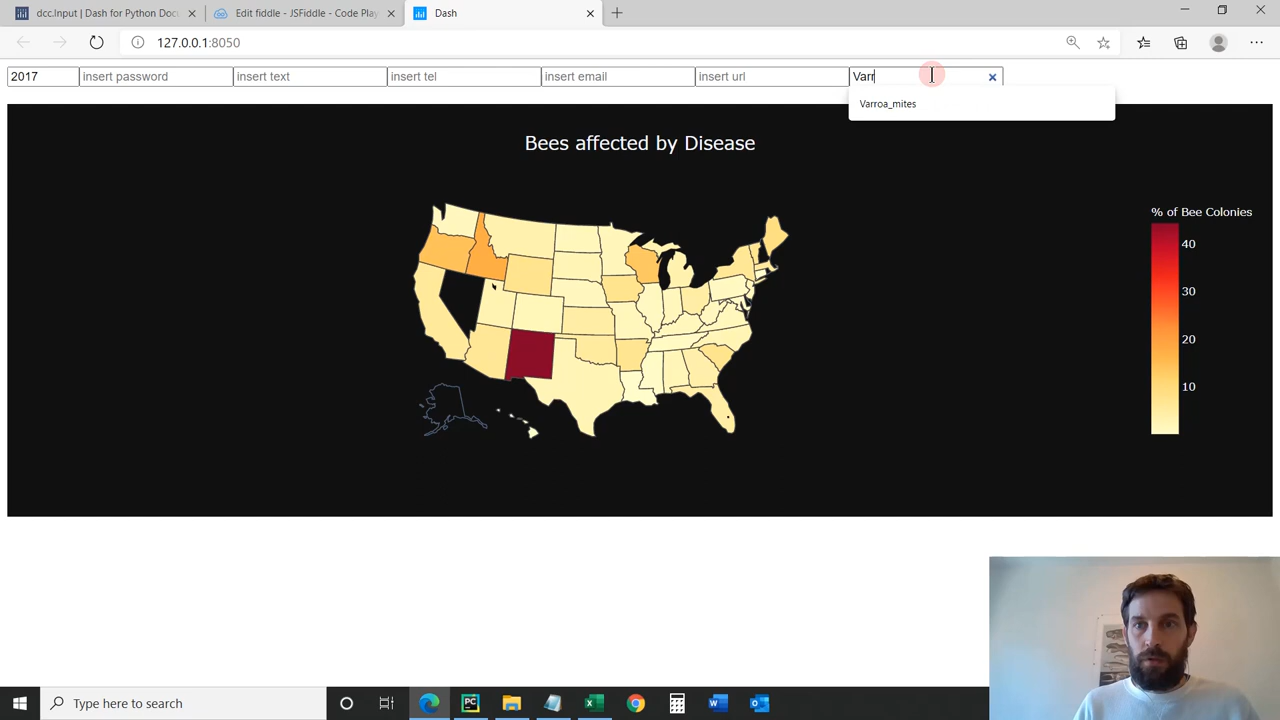 dcc.Input | Dash for Python Doc
Edit fiddle - JSFiddle - Code Play
Dash
127.0.0.1:8050
2017
insert password
insert text
insert tel
insert email
insert url
Varr
Varroa_mites
Bees affected by Disease
% of Bee Colonies
40
30
20
10
Type here to search
PC